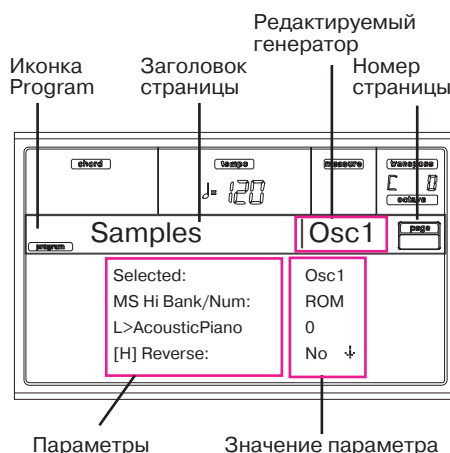 Редактируемый
генератор
Иконка
Program
Заголовок
страницы
Номер
страницы
chord
tempo
measure
transpose
♩= 120
C 0
octave
Samples
Osc1
page
program
Selected: Osc1
MS Hi Bank/Num: ROM
L>AcousticPiano 0
[H] Reverse: No
Параметры
Значение параметра